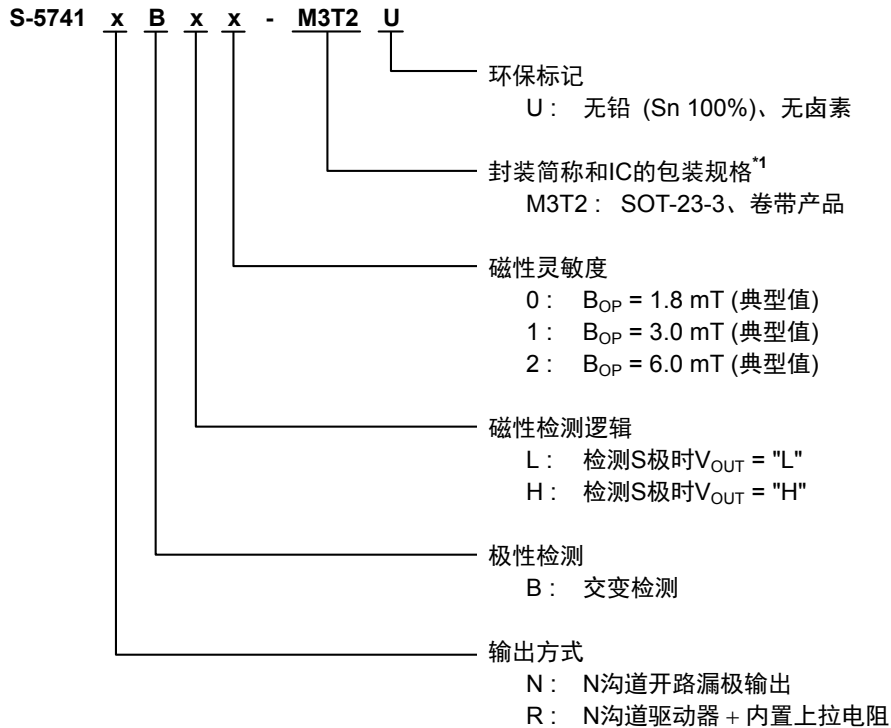 S-5741 x B x x - M3T2 U
环保标记
U : 无铅 (Sn 100%)、无卤素
封装简称和IC的包装规格*1
M3T2 : SOT-23-3、卷带产品
磁性灵敏度
0 : BOP = 1.8 mT (典型值)
1 : BOP = 3.0 mT (典型值)
2 : BOP = 6.0 mT (典型值)
磁性检测逻辑
L : 检测S极时VOUT = "L"
H : 检测S极时VOUT = "H"
极性检测
B : 交变检测
输出方式
N : N沟道开路漏极输出
R : N沟道驱动器 + 内置上拉电阻